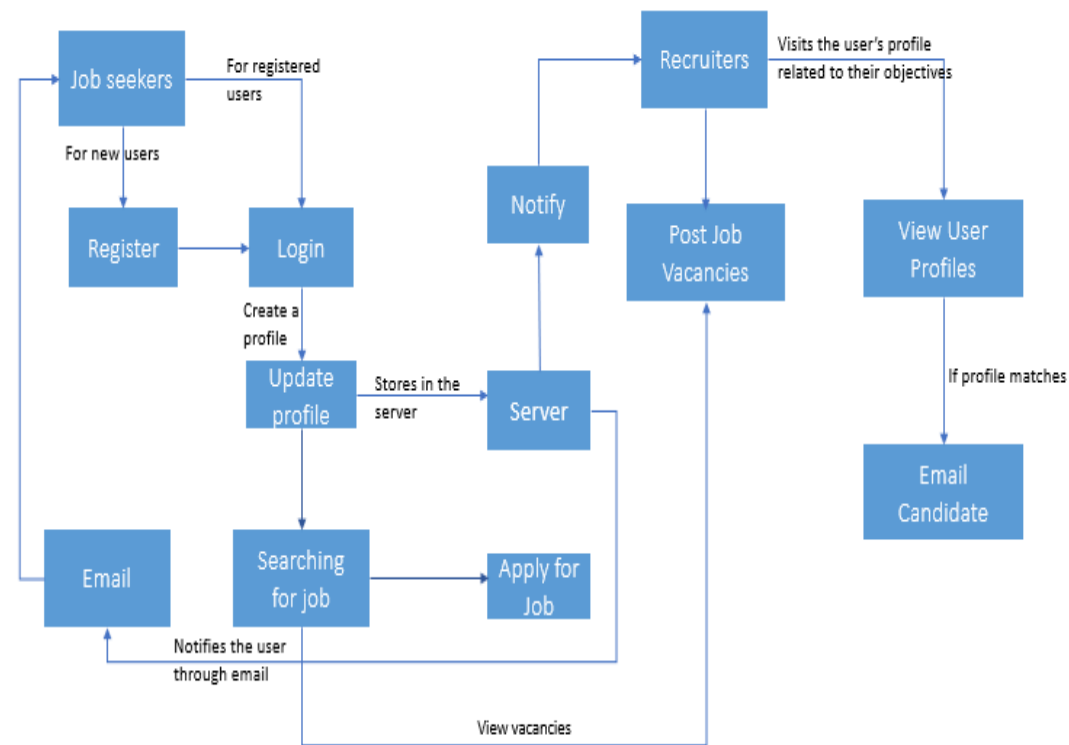 Job seekers
For registered
users
For new users
Register
Login
Create a
profile
Update
profile
Stores in the
server
Server
Notify
Recruiters
Visits the user's profile
related to their objectives
Post Job
Vacancies
View User
Profiles
If profile matches
Email
Candidate
Email
Searching
for job
Apply for
Job
Notifies the user
through email
View vacancies